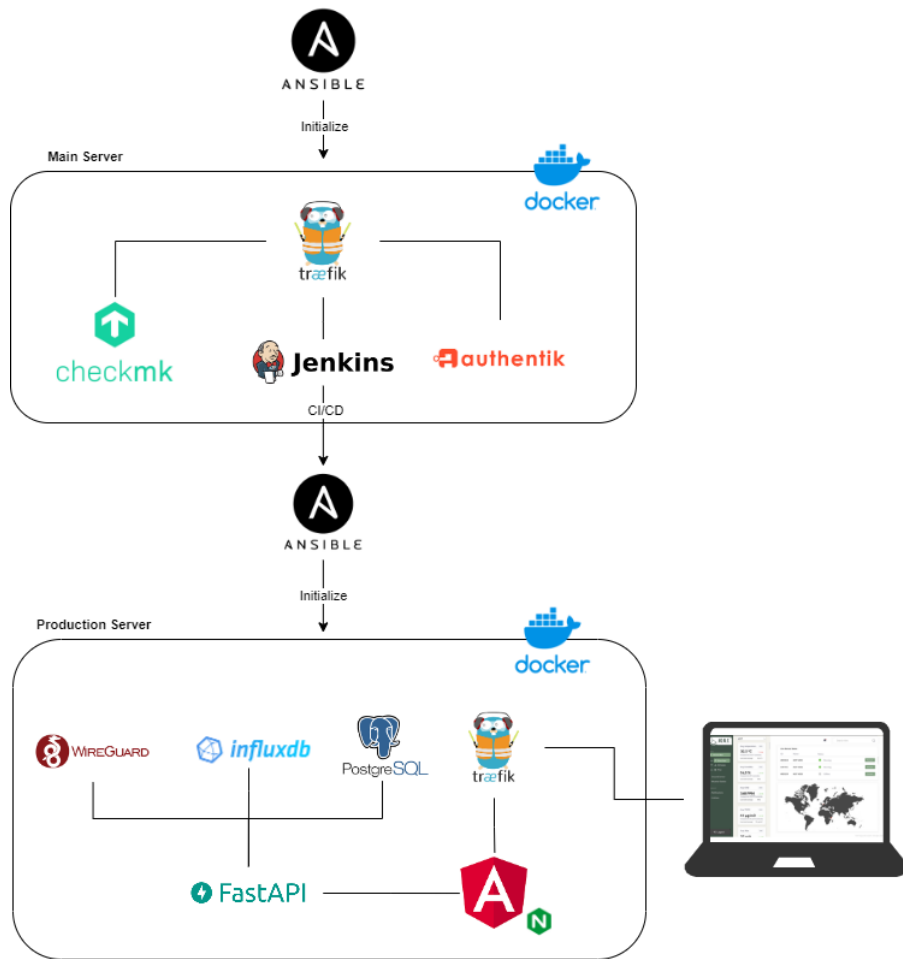 ANSIBLE
Initialize
Main Server
docker
træfik
checkmk
Jenkins
authentik
CI/CD
ANSIBLE
Initialize
Production Server
docker
WIREGUARD
influxdb
PostgreSQL
træfik
FastAPI